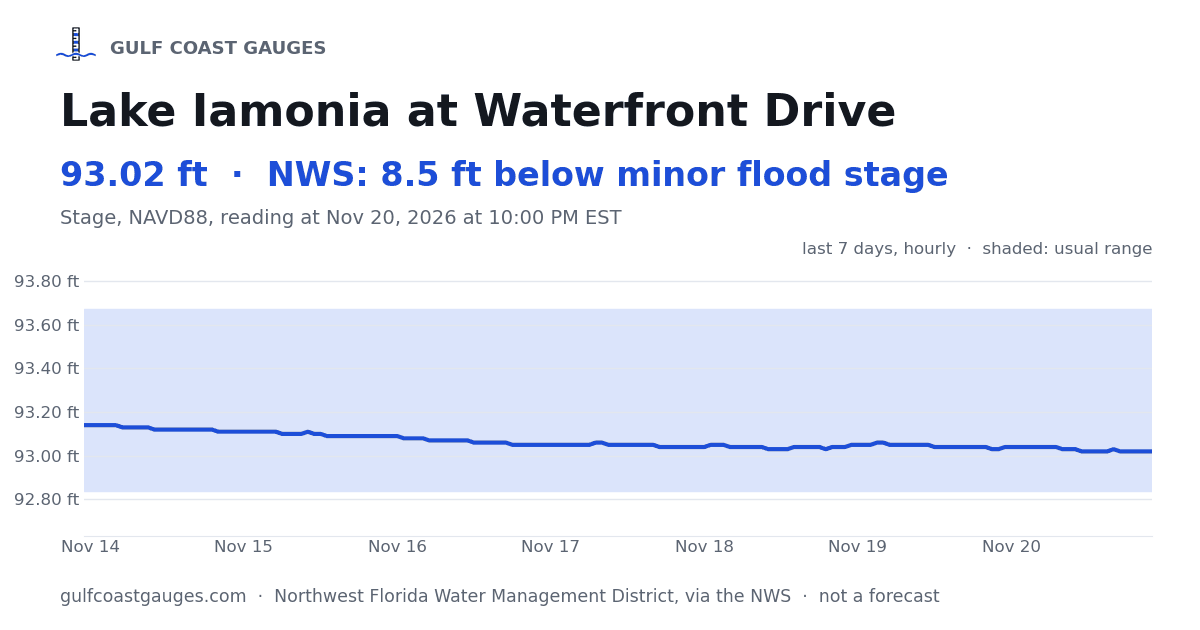 GULF COAST GAUGES
Lake Iamonia at Waterfront Drive
93.02 ft · NWS: 8.5 ft below minor flood stage
Stage, NAVD88, reading at Nov 20, 2026 at 10:00 PM EST
last 7 days, hourly · shaded: usual range
93.80 ft
93.60 ft
93.40 ft
93.20 ft
93.00 ft
92.80 ft
Nov 14 Nov 15 Nov 16 Nov 17 Nov 18 Nov 19 Nov 20
gulfcoastgauges.com · Northwest Florida Water Management District, via the NWS · not a forecast